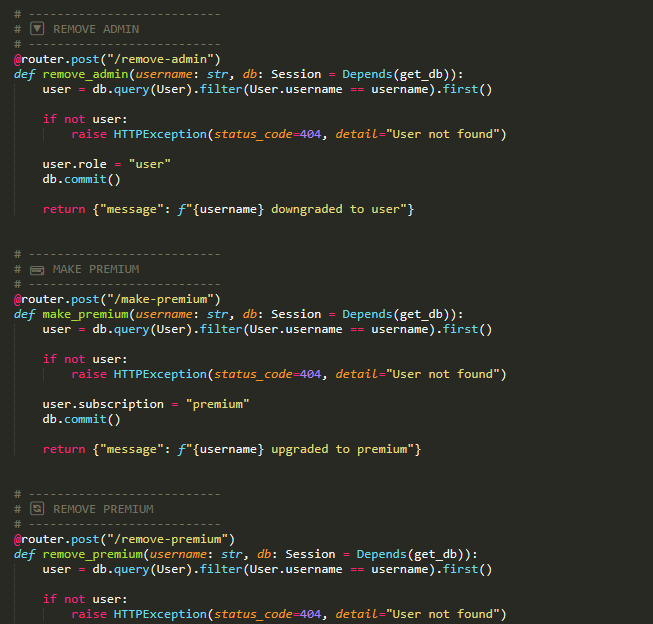 # ---------------------------
# 🔽 REMOVE ADMIN
# ---------------------------
@router.post("/remove-admin")
def remove_admin(username: str, db: Session = Depends(get_db)):
    user = db.query(User).filter(User.username == username).first()
    if not user:
        raise HTTPException(status_code=404, detail="User not found")
    user.role = "user"
    db.commit()
    return {"message": f"{username} downgraded to user"}
# ---------------------------
# 💳 MAKE PREMIUM
# ---------------------------
@router.post("/make-premium")
def make_premium(username: str, db: Session = Depends(get_db)):
    user = db.query(User).filter(User.username == username).first()
    if not user:
        raise HTTPException(status_code=404, detail="User not found")
    user.subscription = "premium"
    db.commit()
    return {"message": f"{username} upgraded to premium"}
# ---------------------------
# 🔄 REMOVE PREMIUM
# ---------------------------
@router.post("/remove-premium")
def remove_premium(username: str, db: Session = Depends(get_db)):
    user = db.query(User).filter(User.username == username).first()
    if not user:
        raise HTTPException(status_code=404, detail="User not found")